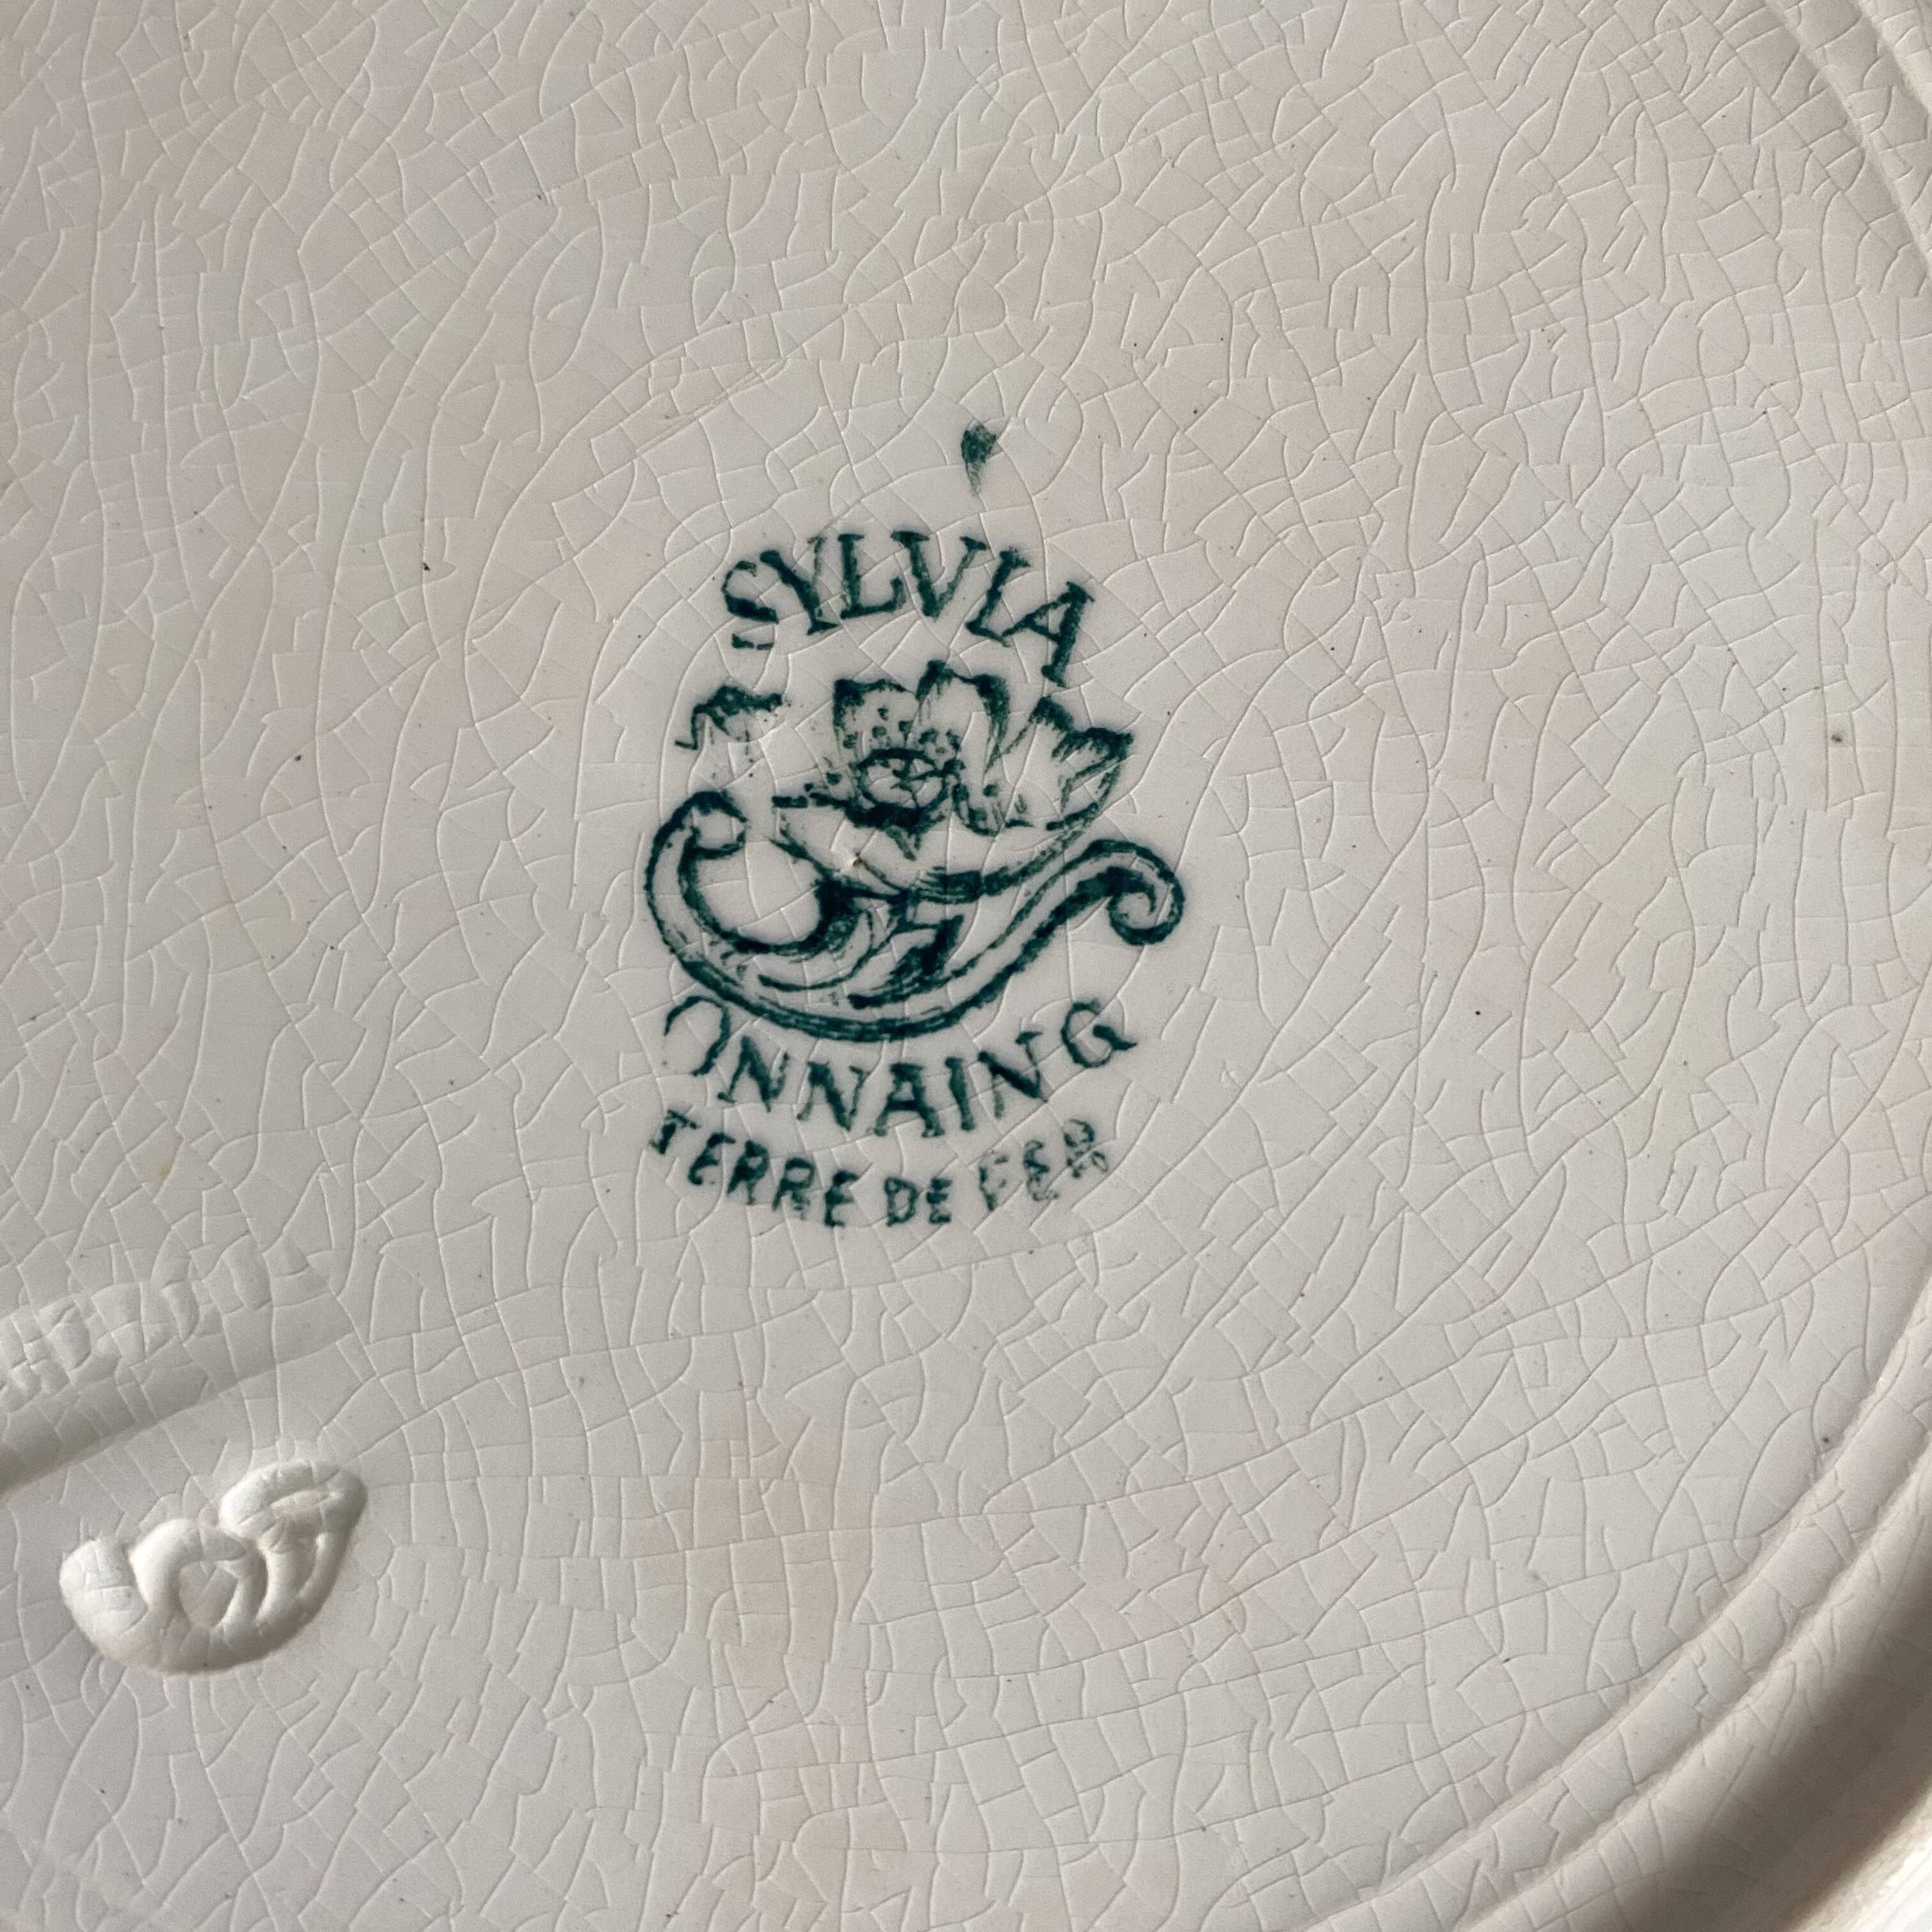 SYLVIA
ONNAING
TERRE DE FER